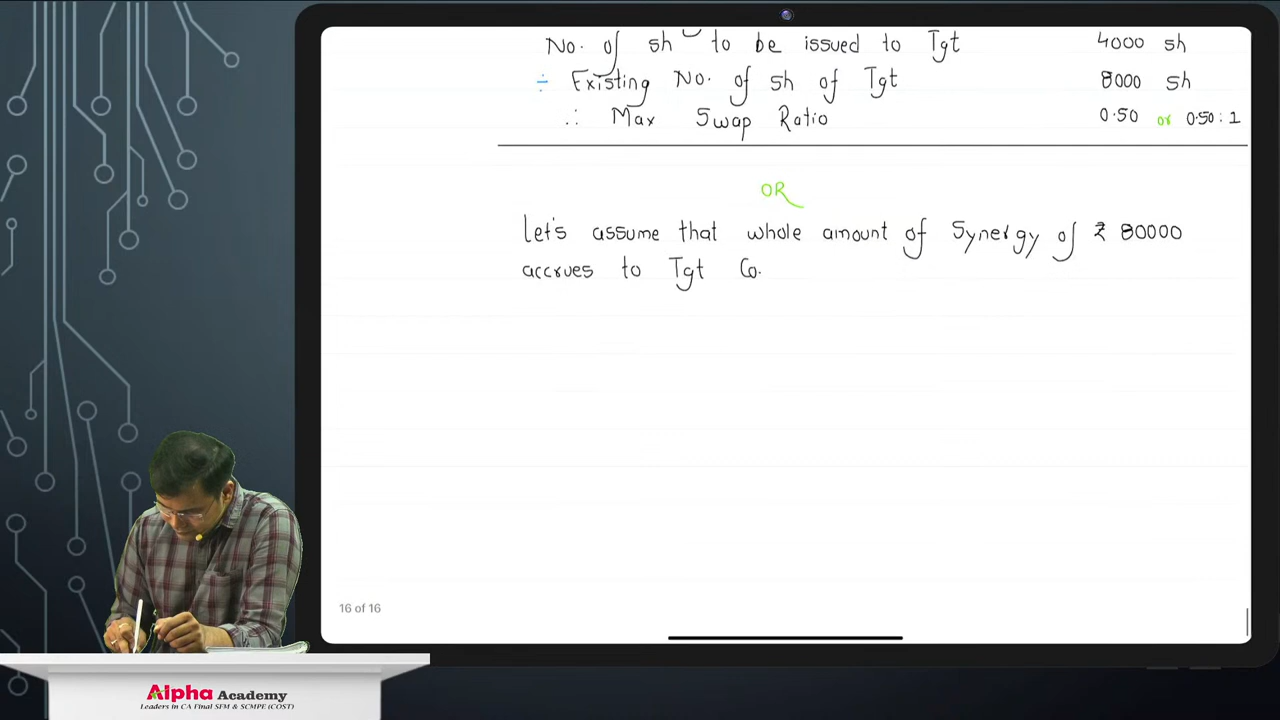 No. of sh to be issued to Tgt 4000 sh
÷ Existing No. of sh of Tgt 8000 sh
∴ Max Swap Ratio 0.50 or 0.50 : 1
OR
Let's assume that whole amount of Synergy of ₹ 80000
accrues to Tgt Co.
16 of 16
Alpha Academy
Leaders in CA Final SFM & SCMPE (COST)